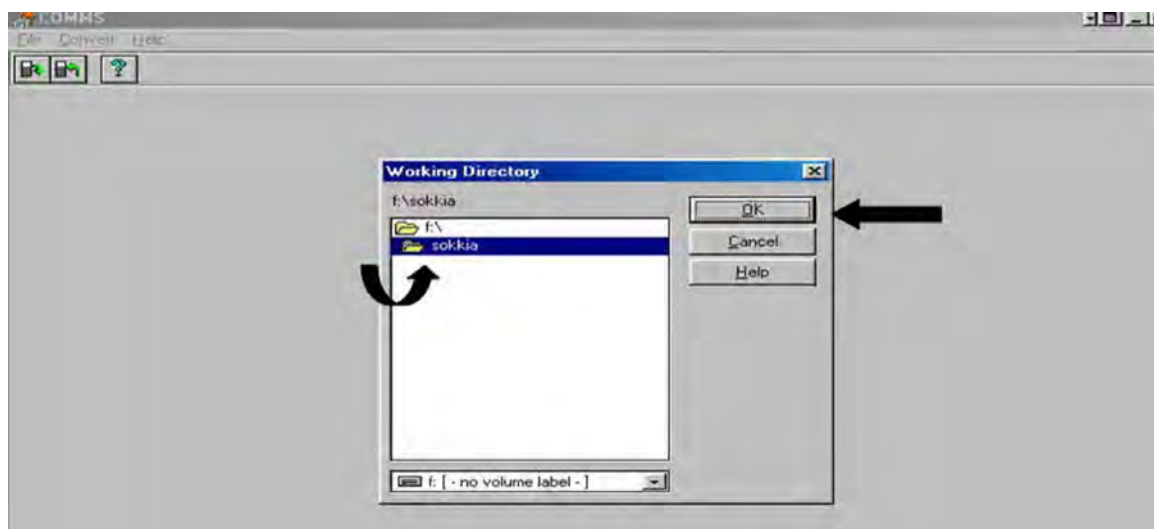 COMMS
File Convert Help
Working Directory
f:\sokkia
OK
f:\
sokkia
Cancel
Help
f: [ - no volume label - ]